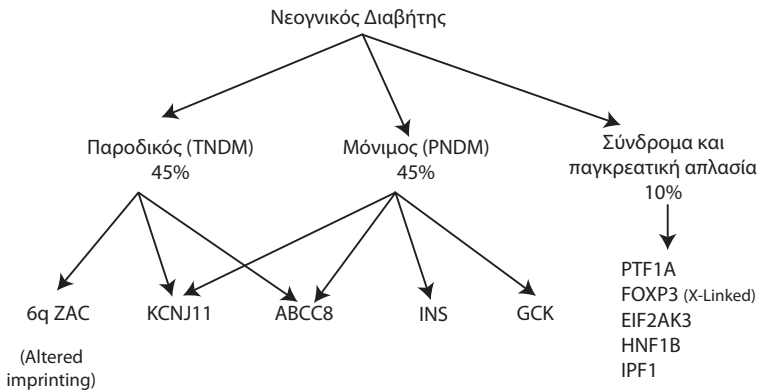 Νεογνικός Διαβήτης
Παροδικός (TNDM)
45%
Μόνιμος (PNDM)
45%
Σύνδρομα και
παγκρεατική απλασία
10%
6q ZAC
(Altered
imprinting)
KCNJ11
ABCC8
INS
GCK
PTF1A
FOXP3 (X-Linked)
EIF2AK3
HNF1B
IPF1